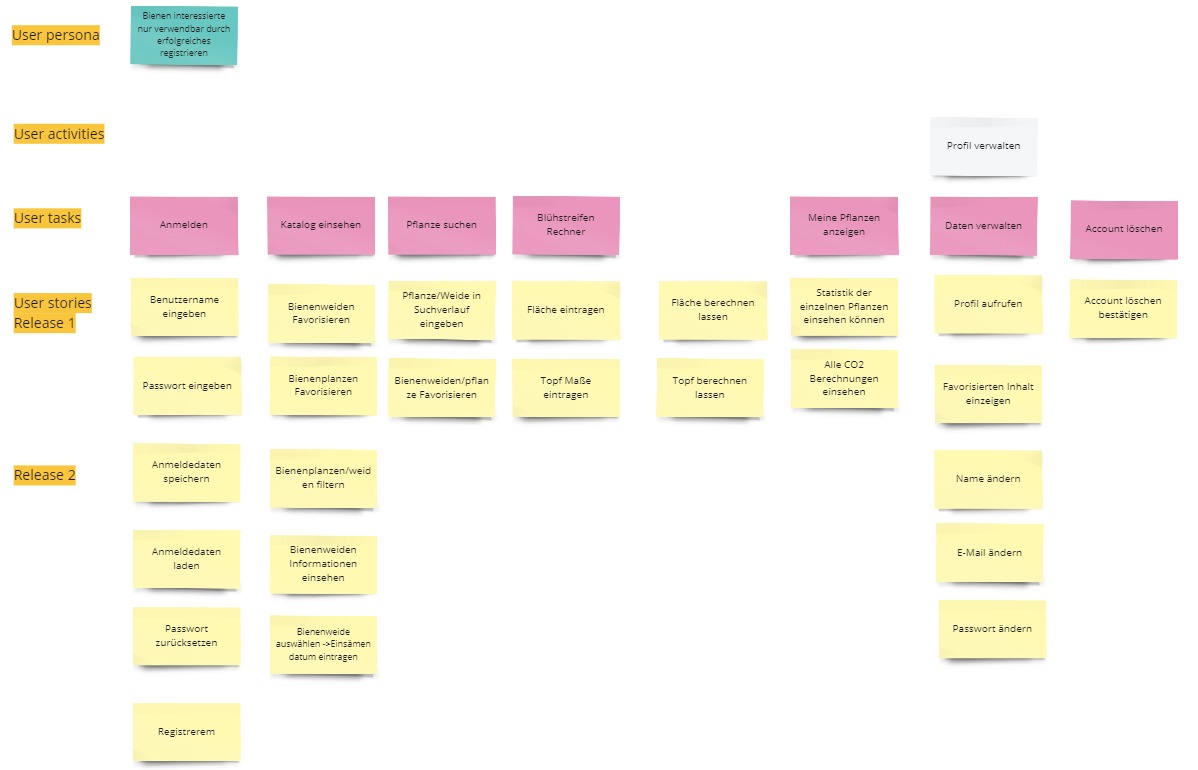 User persona
Bienen interessierte
nur verwendbar durch
erfolgreiches
registrieren
User activities
Profil verwalten
User tasks
Anmelden
Katalog einsehen
Pflanze suchen
Blühstreifen
Rechner
Meine Pflanzen
anzeigen
Daten verwalten
Account löschen
User stories
Release 1
Benutzername
eingeben
Bienenweiden
Favorisieren
Pflanze/Weide in
Suchverlauf
eingeben
Fläche eintragen
Fläche berechnen
lassen
Statistik der
einzelnen Pflanzen
einsehen können
Profil aufrufen
Account löschen
bestätigen
Passwort eingeben
Bienenplanzen
Favorisieren
Bienenweiden/pflan
ze Favorisieren
Topf Maße
eintragen
Topf berechnen
lassen
Alle CO2
Berechnungen
einsehen
Favorisierten Inhalt
einzeigen
Release 2
Anmeldedaten
speichern
Bienenplanzen/weid
en filtern
Name ändern
Anmeldedaten
laden
Bienenweiden
Informationen
einsehen
E-Mail ändern
Passwort
zurücksetzen
Bienenweide
auswählen ->Einsämen
datum eintragen
Passwort ändern
Registrerem